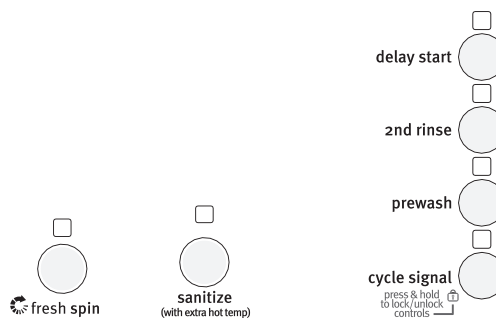 delay start
2nd rinse
prewash
cycle signal
press & hold
to lock/unlock
controls
fresh spin
sanitize
(with extra hot temp)